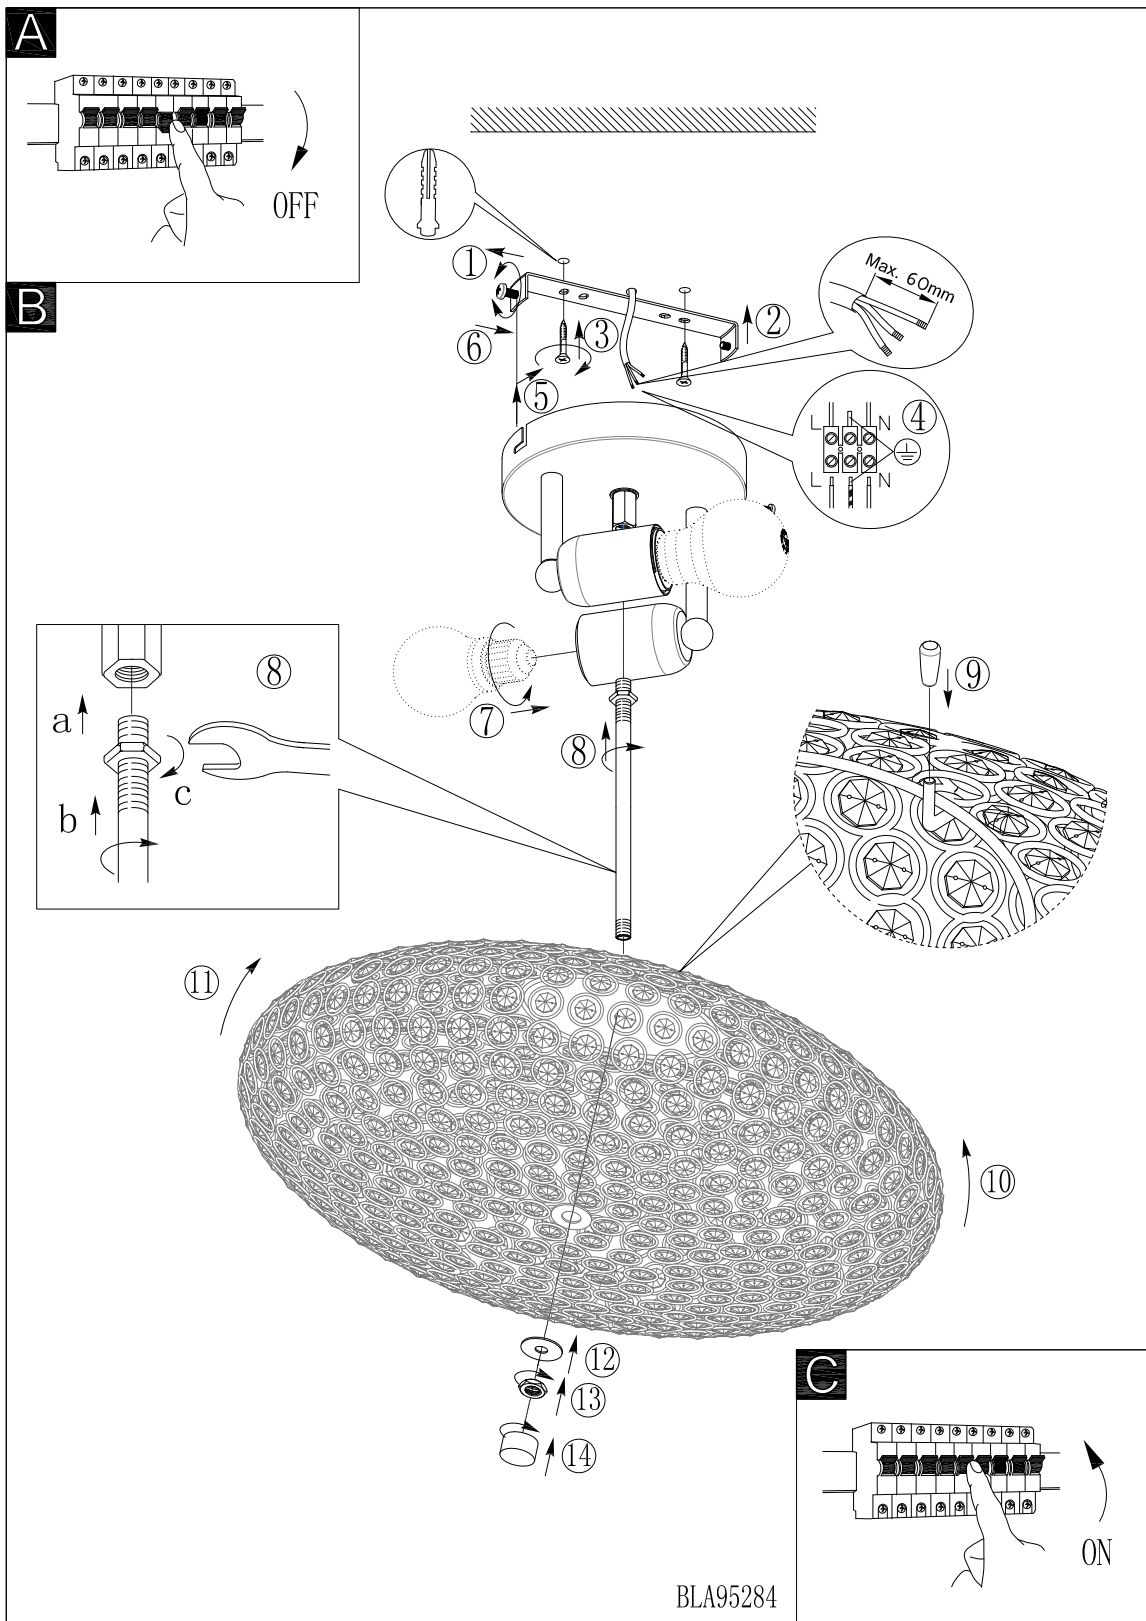 A
OFF
B
①
②
③
⑥
⑤
Max. 60mm
④
L N
L N
⑧
a
b
c
⑦
⑧
⑨
⑪
⑩
⑫
⑬
⑭
C
ON
BLA95284